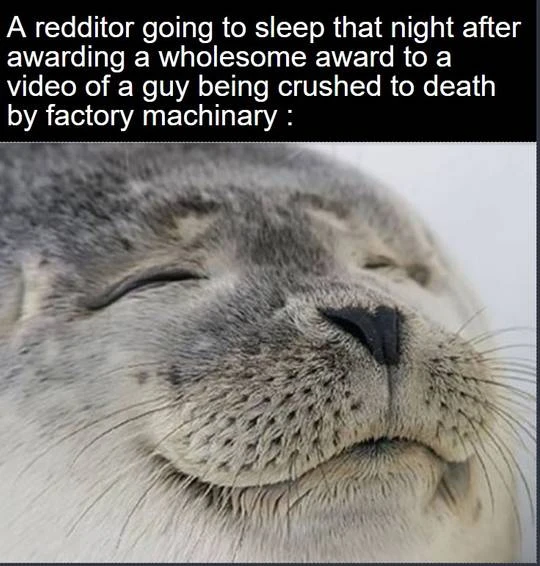 A redditor going to sleep that night after
awarding a wholesome award to a
video of a guy being crushed to death
by factory machinary :